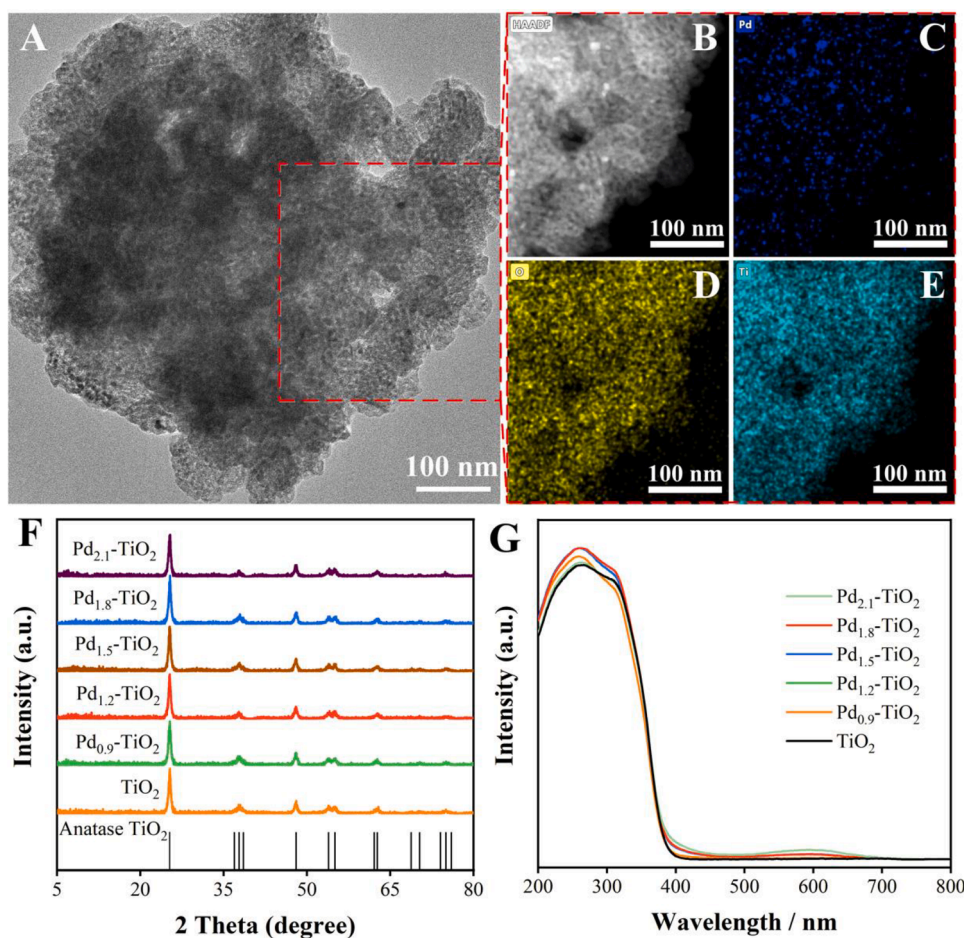 A
100 nm
HAADF
B
100 nm
Pd
C
100 nm
O
D
100 nm
Ti
E
100 nm
F
Intensity (a.u.)
Pd2.1-TiO2
Pd1.8-TiO2
Pd1.5-TiO2
Pd1.2-TiO2
Pd0.9-TiO2
TiO2
Anatase TiO2
5 20 35 50 65 80
2 Theta (degree)
G
Intensity (a.u.)
Pd2.1-TiO2
Pd1.8-TiO2
Pd1.5-TiO2
Pd1.2-TiO2
Pd0.9-TiO2
TiO2
200 300 400 500 600 700 800
Wavelength / nm